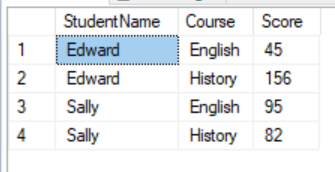 StudentName Course Score
1 Edward English 45
2 Edward History 156
3 Sally English 95
4 Sally History 82